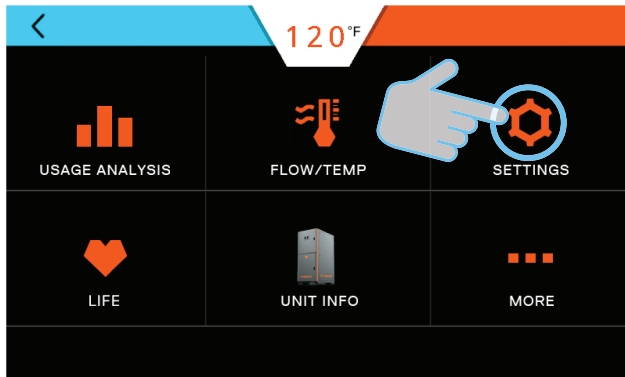 120°F
USAGE ANALYSIS
FLOW/TEMP
SETTINGS
LIFE
UNIT INFO
MORE